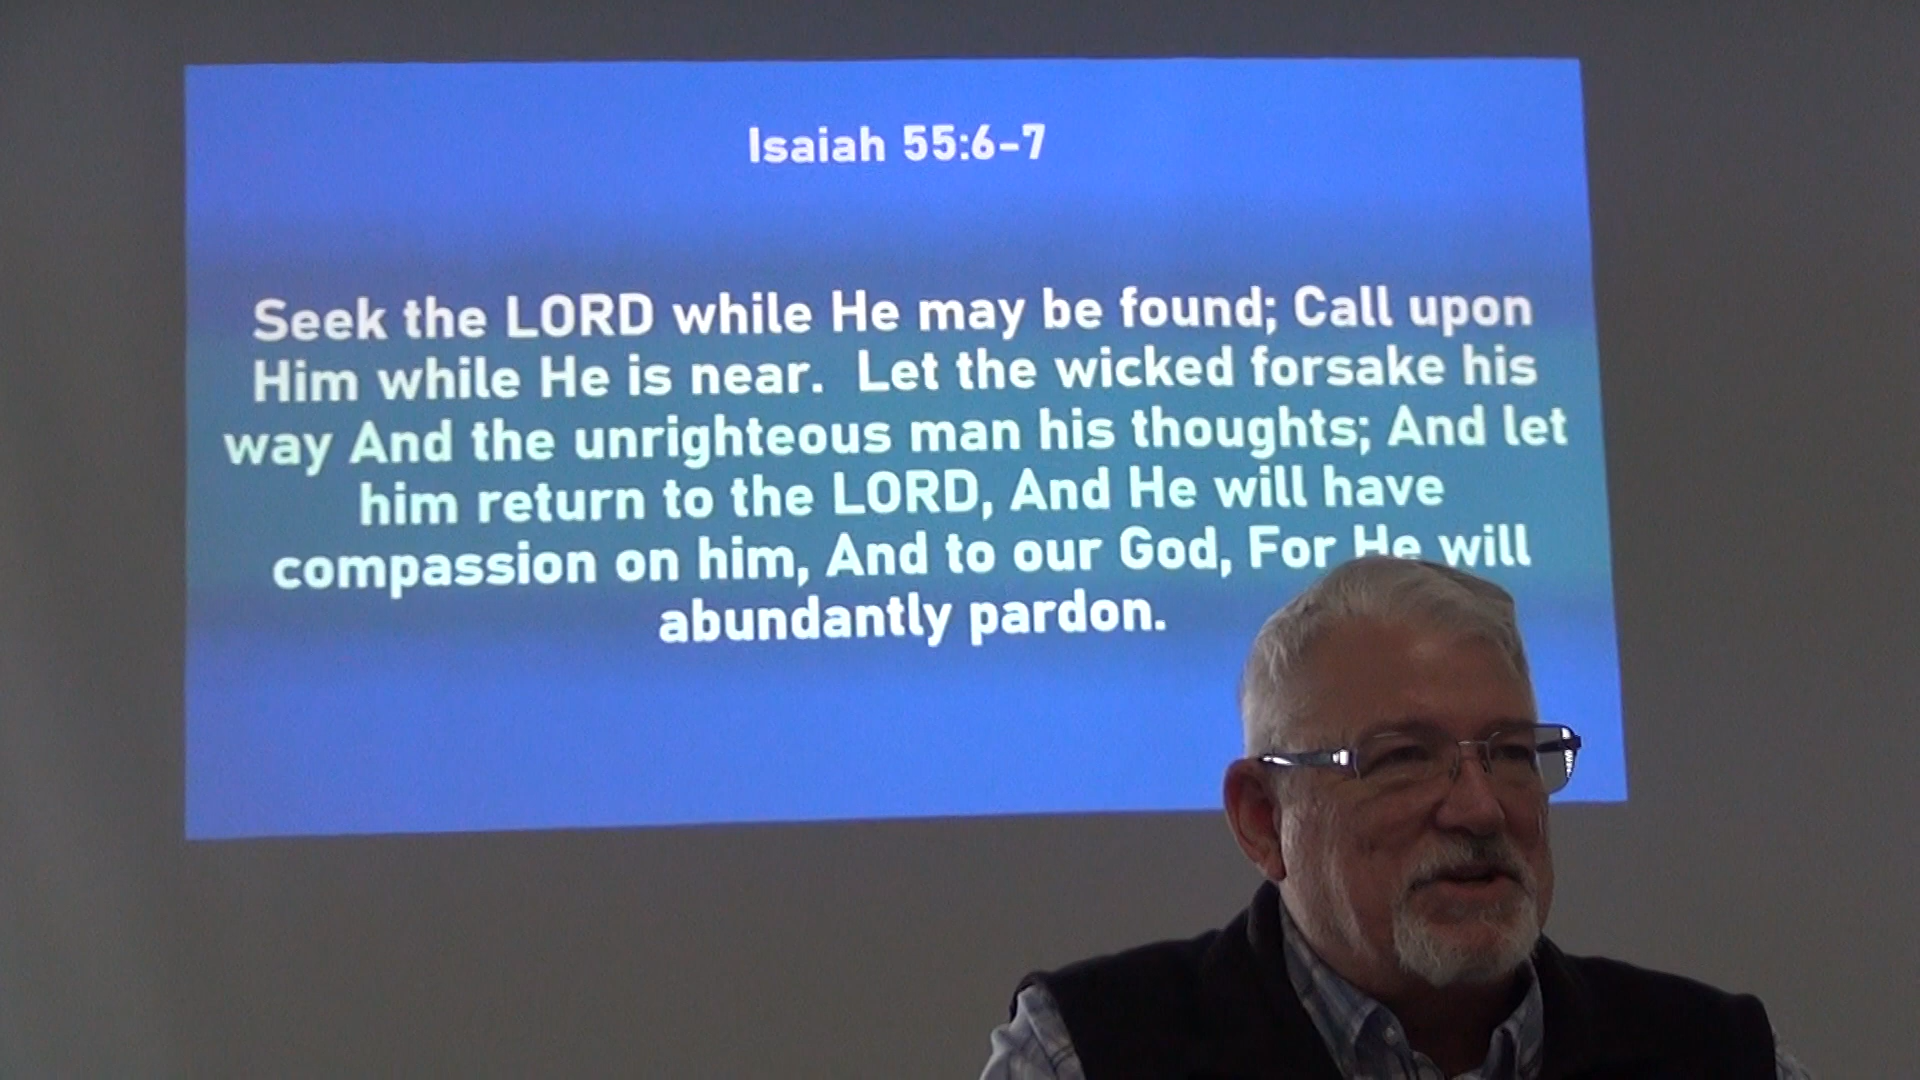 Isaiah 55:6-7
Seek the LORD while He may be found; Call upon
Him while He is near. Let the wicked forsake his
way And the unrighteous man his thoughts; And let
him return to the LORD, And He will have
compassion on him, And to our God, For He will
abundantly pardon.